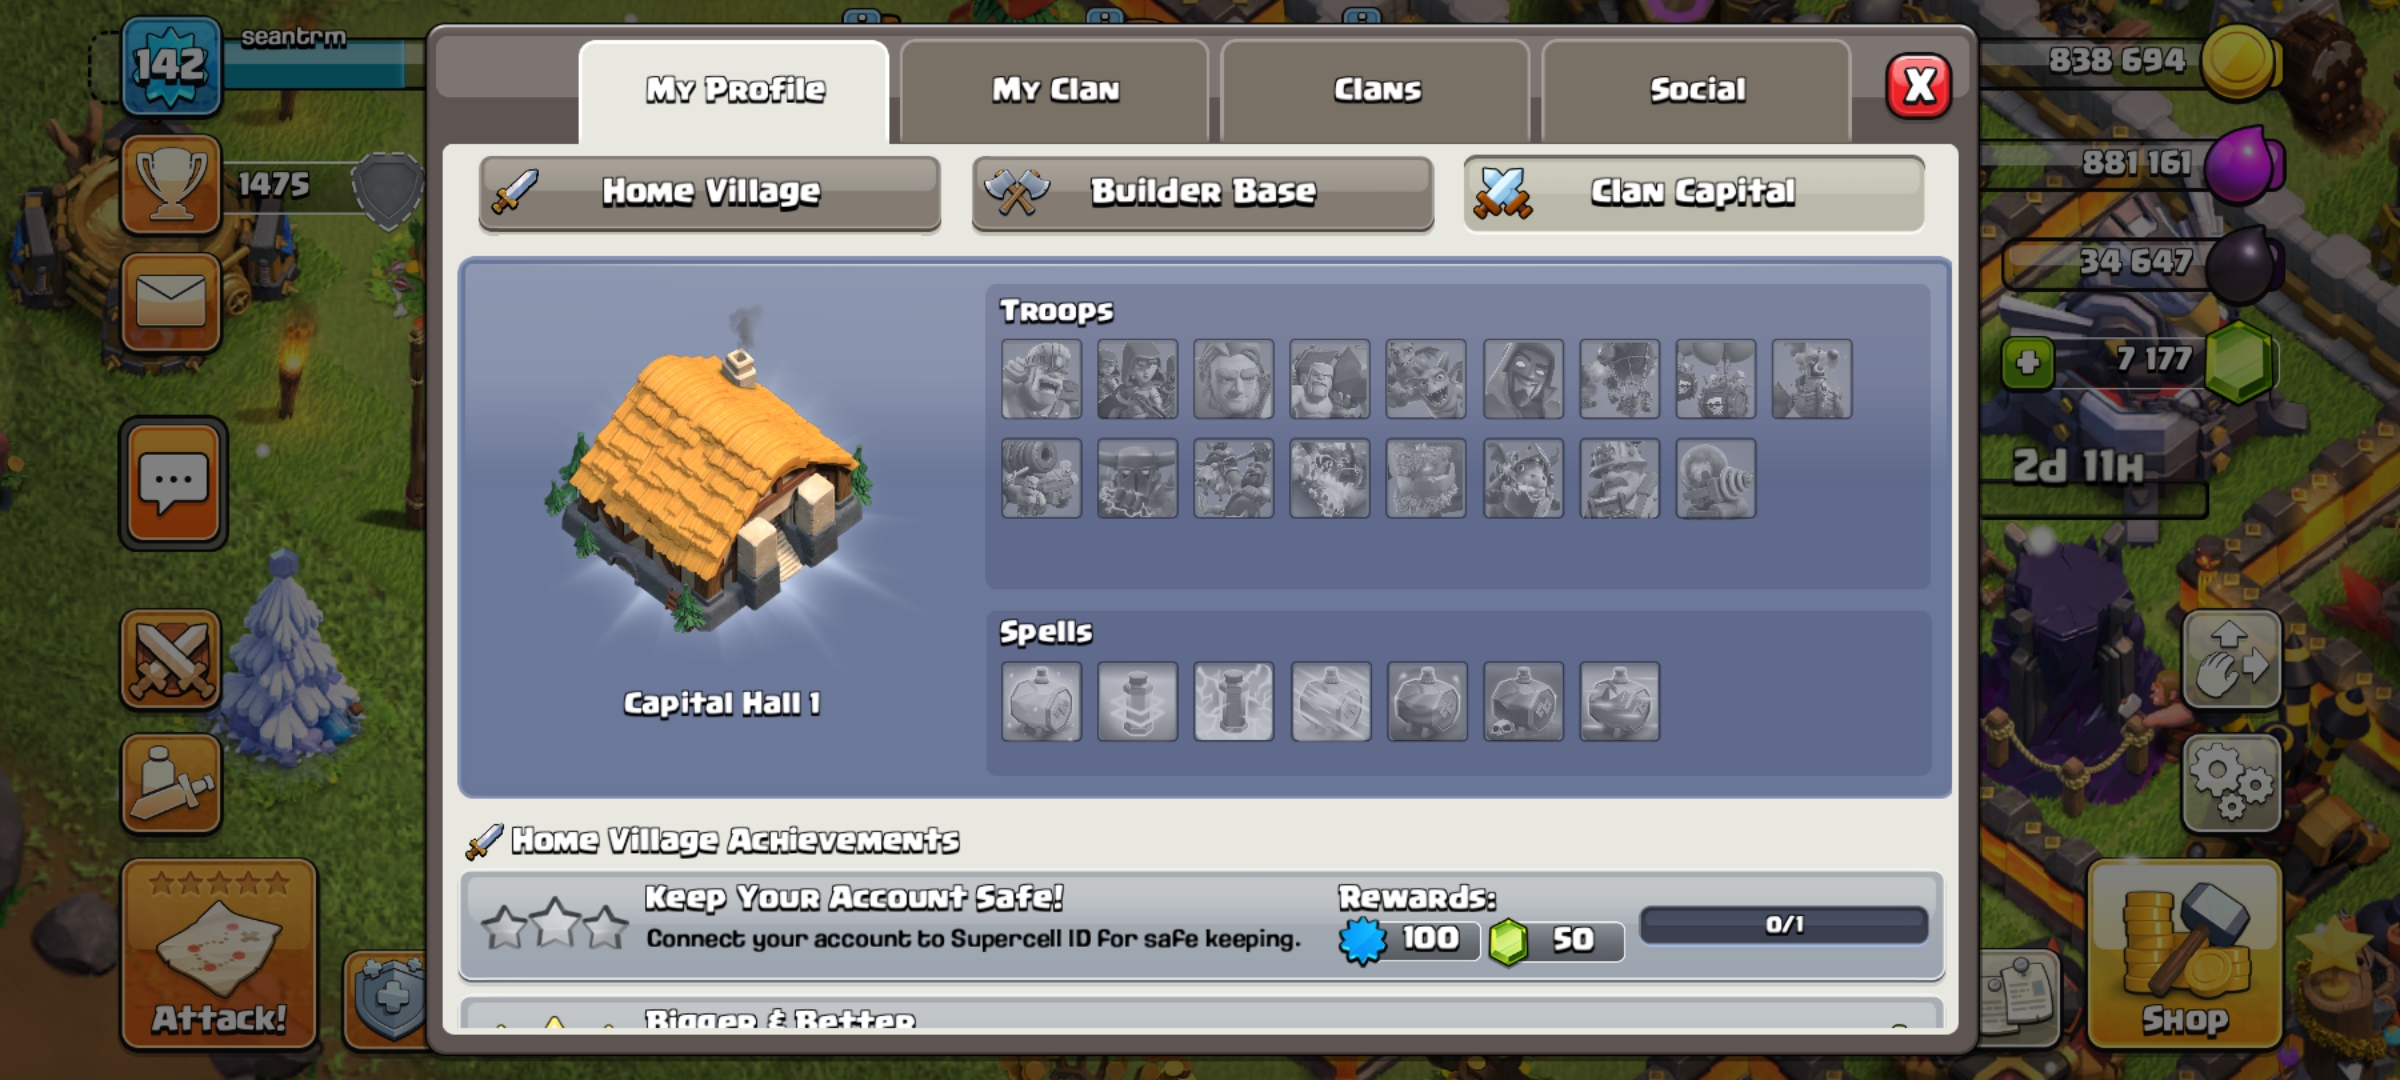 142
seantrm
1475
My Profile
My Clan
Clans
Social
X
838 694
881 161
34 647
7 177
2d 11h
Home Village
Builder Base
Clan Capital
Troops
Spells
Capital Hall 1
Home Village Achievements
Keep Your Account Safe!
Connect your account to Supercell ID for safe keeping.
Rewards:
100
50
0/1
Bigger & Better
Attack!
Shop